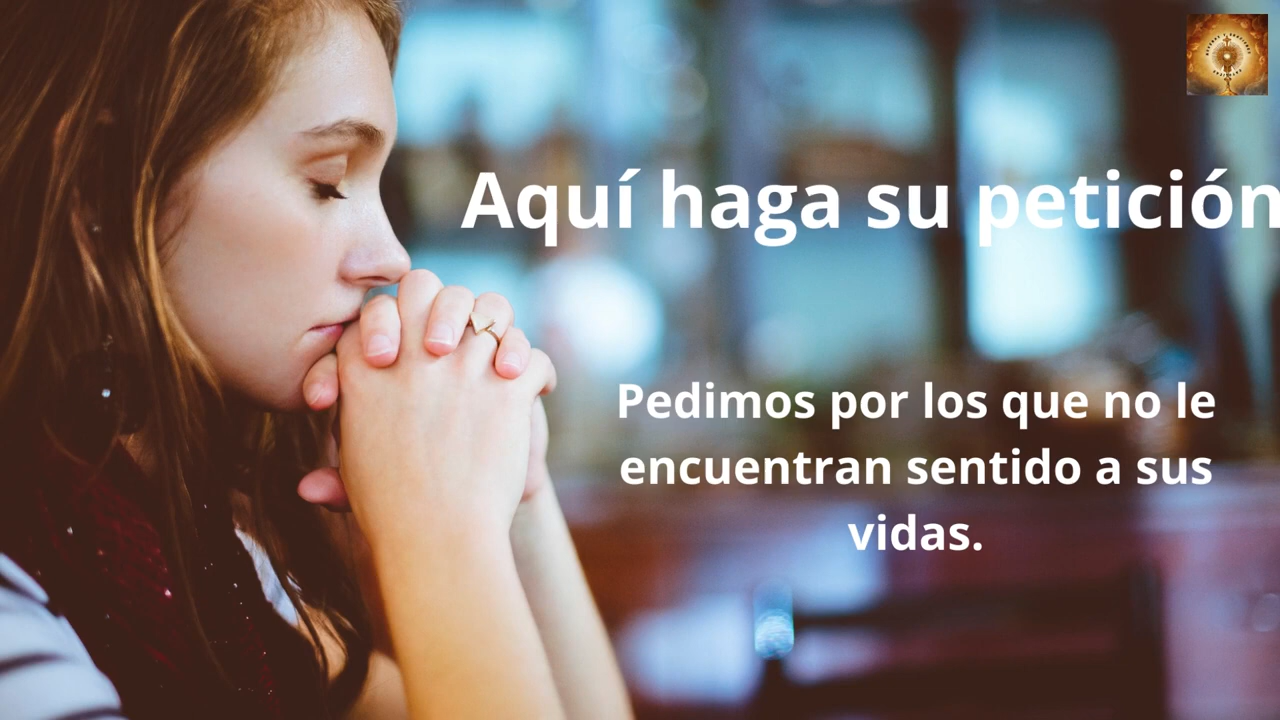 Aquí haga su petición
Pedimos por los que no le
encuentran sentido a sus
vidas.